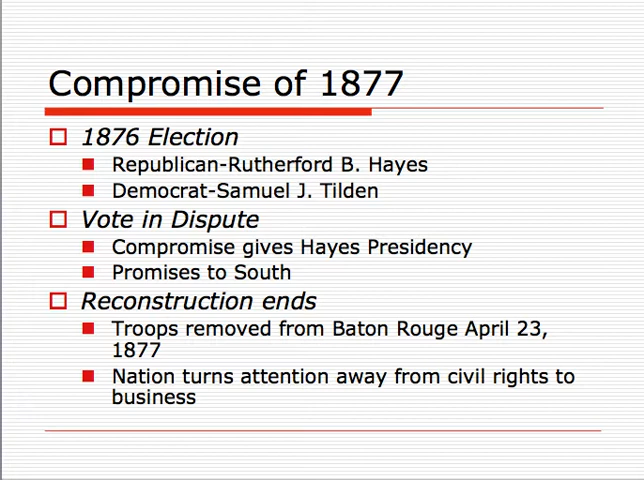 Compromise of 1877
1876 Election
Republican-Rutherford B. Hayes
Democrat-Samuel J. Tilden
Vote in Dispute
Compromise gives Hayes Presidency
Promises to South
Reconstruction ends
Troops removed from Baton Rouge April 23,
1877
Nation turns attention away from civil rights to
business